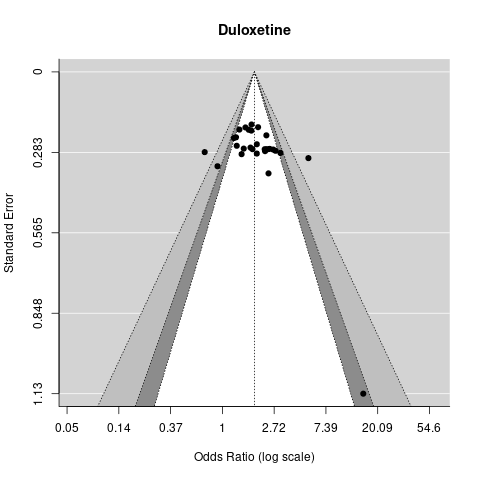 Duloxetine
0
0.283
0.565
0.848
1.13
Standard Error
0.05 0.14 0.37 1 2.72 7.39 20.09 54.6
Odds Ratio (log scale)